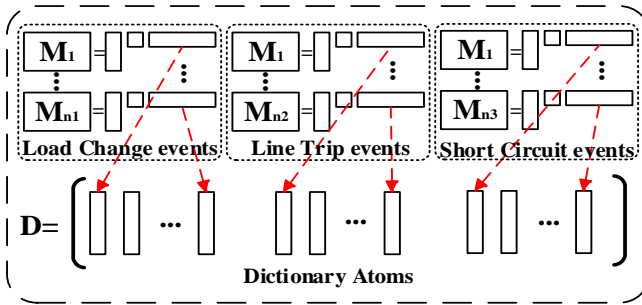 M1= M1= M1=
Mn1= Mn2= Mn3=
Load Change events Line Trip events Short Circuit events
D= ... ... ...
Dictionary Atoms